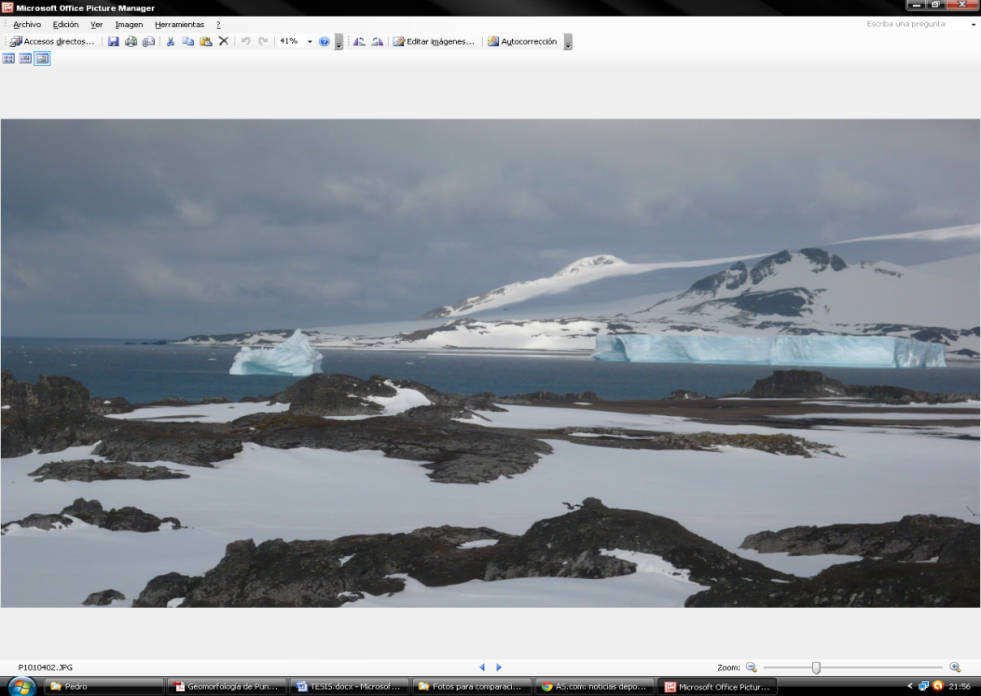 Microsoft Office Picture Manager
Archivo Edición Ver Imagen Herramientas ? Escriba una pregunta
Accesos directos... 41% Editar imágenes... Autocorrección
P1010402.JPG Zoom:
Pedro Geomorfología de Pun... TESIS.docx - Microsof... Fotos para comparaci... AS.com: noticias depo... Microsoft Office Pictur... 21:56